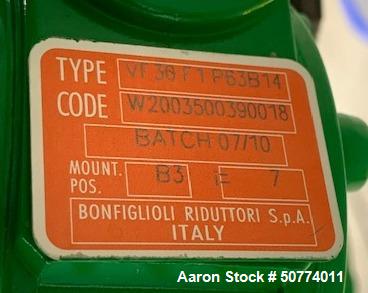 TYPE VF 30 F1 P63B14
CODE W2003500390018
BATCH 07/10
MOUNT. POS. B3 i= 7
BONFIGLIOLI RIDUTTORI S.p.A.
ITALY
Aaron Stock # 50774011